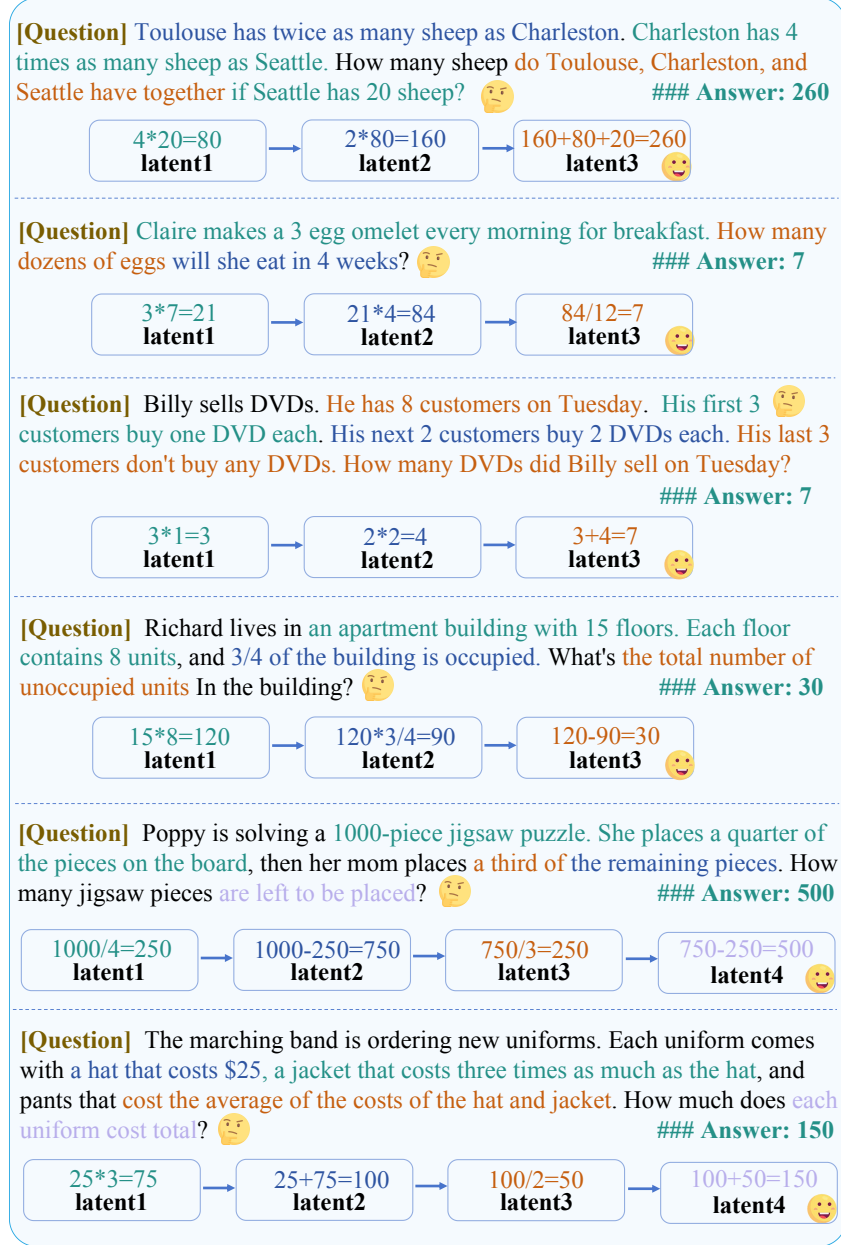 [Question] Toulouse has twice as many sheep as Charleston. Charleston has 4
times as many sheep as Seattle. How many sheep do Toulouse, Charleston, and
Seattle have together if Seattle has 20 sheep? ### Answer: 260
4*20=80 2*80=160 160+80+20=260
latent1 latent2 latent3
[Question] Claire makes a 3 egg omelet every morning for breakfast. How many
dozens of eggs will she eat in 4 weeks? ### Answer: 7
3*7=21 21*4=84 84/12=7
latent1 latent2 latent3
[Question] Billy sells DVDs. He has 8 customers on Tuesday. His first 3
customers buy one DVD each. His next 2 customers buy 2 DVDs each. His last 3
customers don't buy any DVDs. How many DVDs did Billy sell on Tuesday?
### Answer: 7
3*1=3 2*2=4 3+4=7
latent1 latent2 latent3
[Question] Richard lives in an apartment building with 15 floors. Each floor
contains 8 units, and 3/4 of the building is occupied. What's the total number of
unoccupied units In the building? ### Answer: 30
15*8=120 120*3/4=90 120-90=30
latent1 latent2 latent3
[Question] Poppy is solving a 1000-piece jigsaw puzzle. She places a quarter of
the pieces on the board, then her mom places a third of the remaining pieces. How
many jigsaw pieces are left to be placed? ### Answer: 500
1000/4=250 1000-250=750 750/3=250 750-250=500
latent1 latent2 latent3 latent4
[Question] The marching band is ordering new uniforms. Each uniform comes
with a hat that costs $25, a jacket that costs three times as much as the hat, and
pants that cost the average of the costs of the hat and jacket. How much does each
uniform cost total? ### Answer: 150
25*3=75 25+75=100 100/2=50 100+50=150
latent1 latent2 latent3 latent4